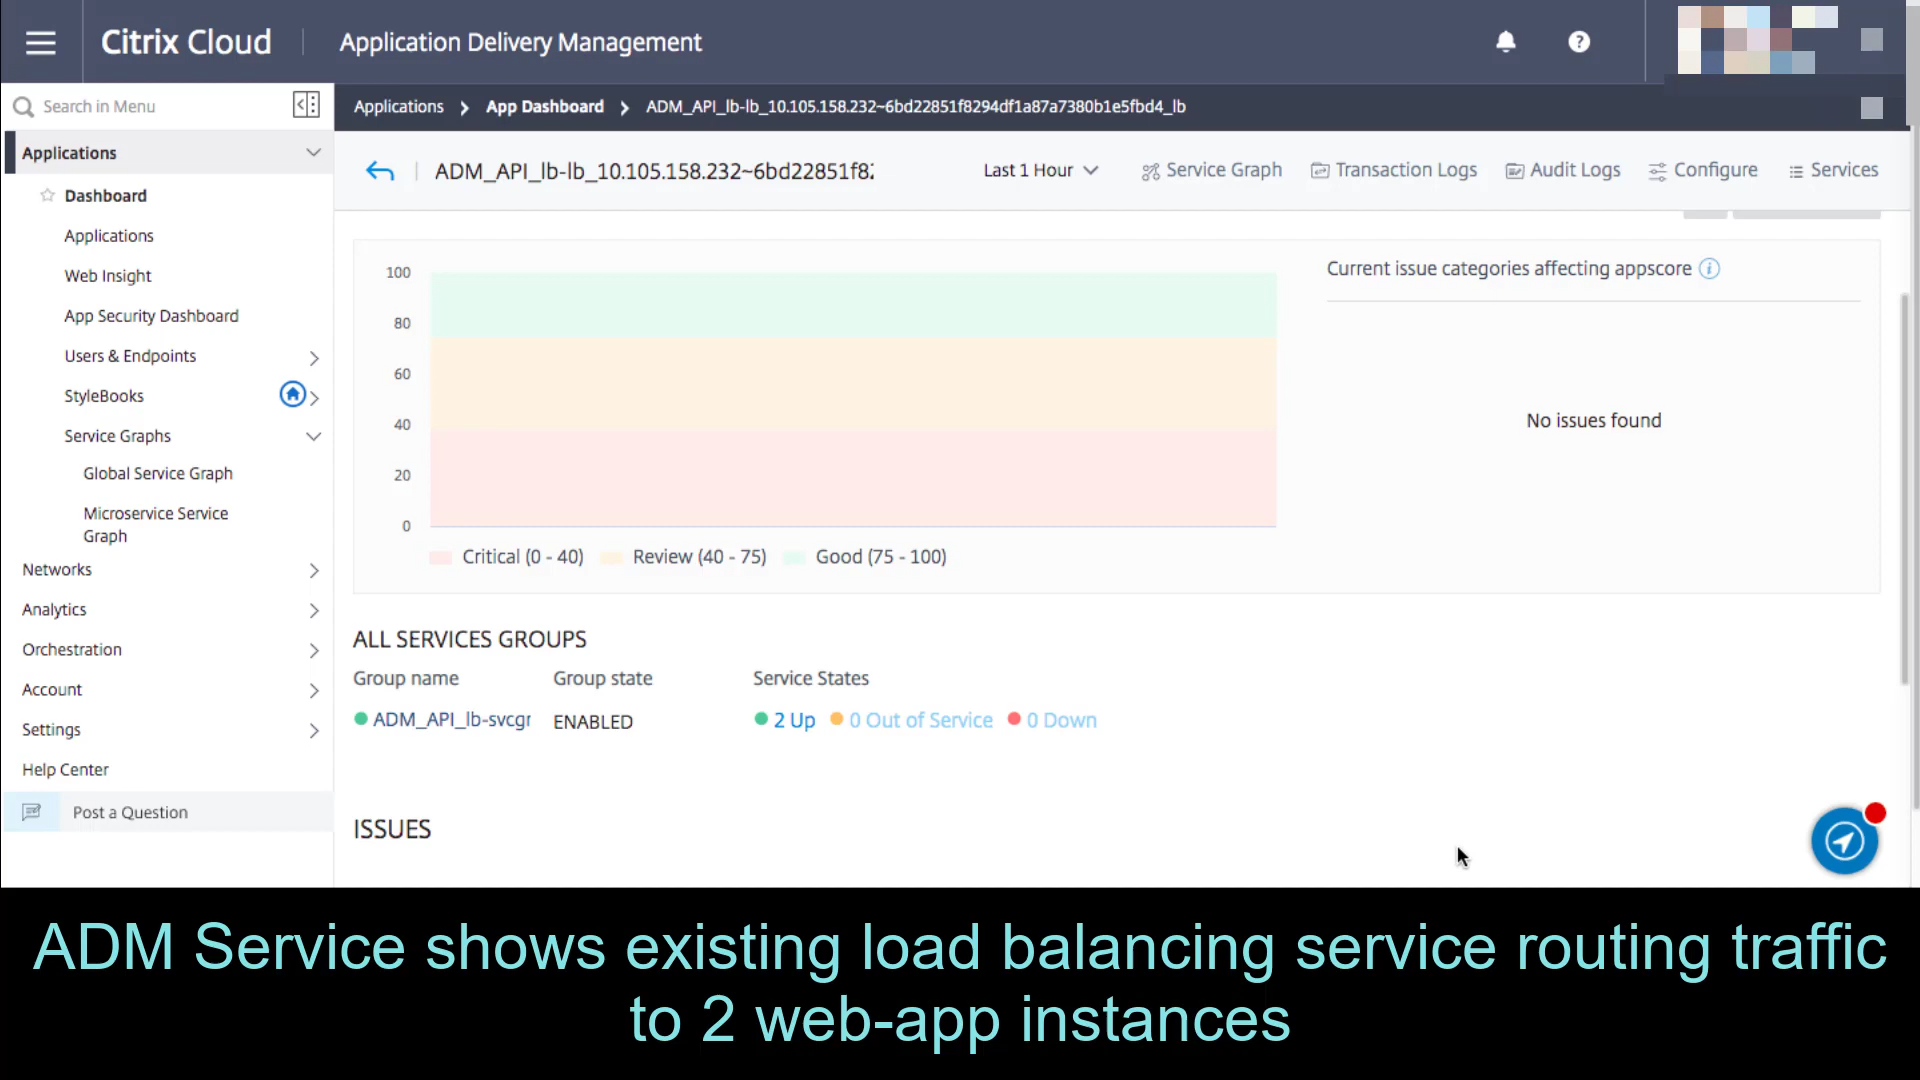 Citrix Cloud
Application Delivery Management
Search in Menu
Applications
App Dashboard
ADM_API_lb-lb_10.105.158.232~6bd22851f8294df1a87a7380b1e5fbd4_lb
Applications
Dashboard
Applications
Web Insight
App Security Dashboard
Users & Endpoints
StyleBooks
Service Graphs
Global Service Graph
Microservice Service
Graph
Networks
Analytics
Orchestration
Account
Settings
Help Center
Post a Question
ADM_API_lb-lb_10.105.158.232~6bd22851f8
Last 1 Hour
Service Graph
Transaction Logs
Audit Logs
Configure
Services
100
80
60
40
20
0
Critical (0 - 40)
Review (40 - 75)
Good (75 - 100)
Current issue categories affecting appscore
No issues found
ALL SERVICES GROUPS
Group name
Group state
Service States
ADM_API_lb-svcgr
ENABLED
2 Up
0 Out of Service
0 Down
ISSUES
ADM Service shows existing load balancing service routing traffic
to 2 web-app instances